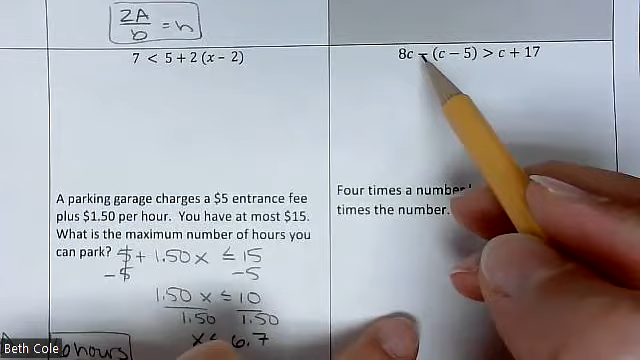 2A
b = h
7 < 5 + 2 (x − 2)
8c − (c − 5) > c + 17
A parking garage charges a $5 entrance fee
plus $1.50 per hour. You have at most $15.
What is the maximum number of hours you
can park?
5 + 1.50x ≤ 15
−5 −5
1.50x ≤ 10
1.50 1.50
x ≤ 6.7
hours
Four times a number
times the number.
Beth Cole